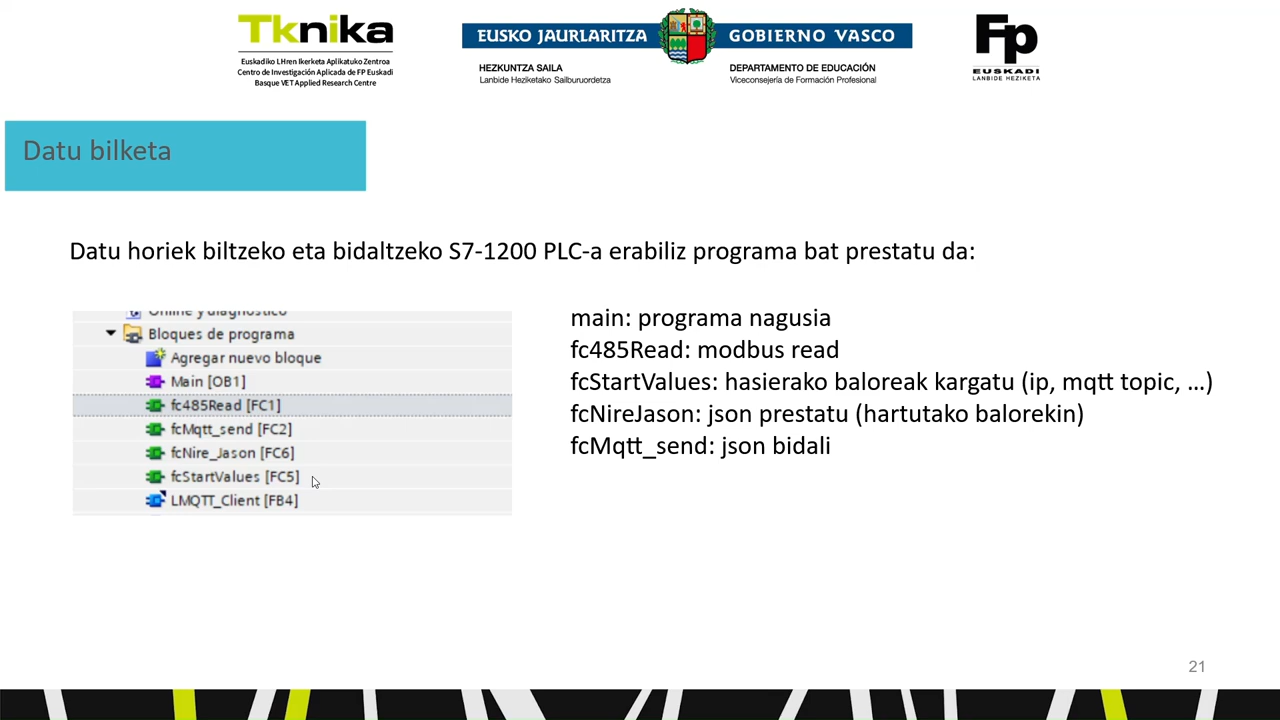 Tknika
Euskadiko LHren Ikerketa Aplikatuko Zentroa
Centro de Investigación Aplicada de FP Euskadi
Basque VET Applied Research Centre
EUSKO JAURLARITZA
GOBIERNO VASCO
HEZKUNTZA SAILA
Lanbide Heziketako Sailburuordetza
DEPARTAMENTO DE EDUCACIÓN
Viceconsejería de Formación Profesional
Fp
EUSKADI
LANBIDE HEZIKETA
Datu bilketa
Datu horiek biltzeko eta bidaltzeko S7-1200 PLC-a erabiliz programa bat prestatu da:
Online y diagnóstico
Bloques de programa
Agregar nuevo bloque
Main [OB1]
fc485Read [FC1]
fcMqtt_send [FC2]
fcNire_Jason [FC6]
fcStartValues [FC5]
LMQTT_Client [FB4]
main: programa nagusia
fc485Read: modbus read
fcStartValues: hasierako baloreak kargatu (ip, mqtt topic, …)
fcNireJason: json prestatu (hartutako balorekin)
fcMqtt_send: json bidali
21